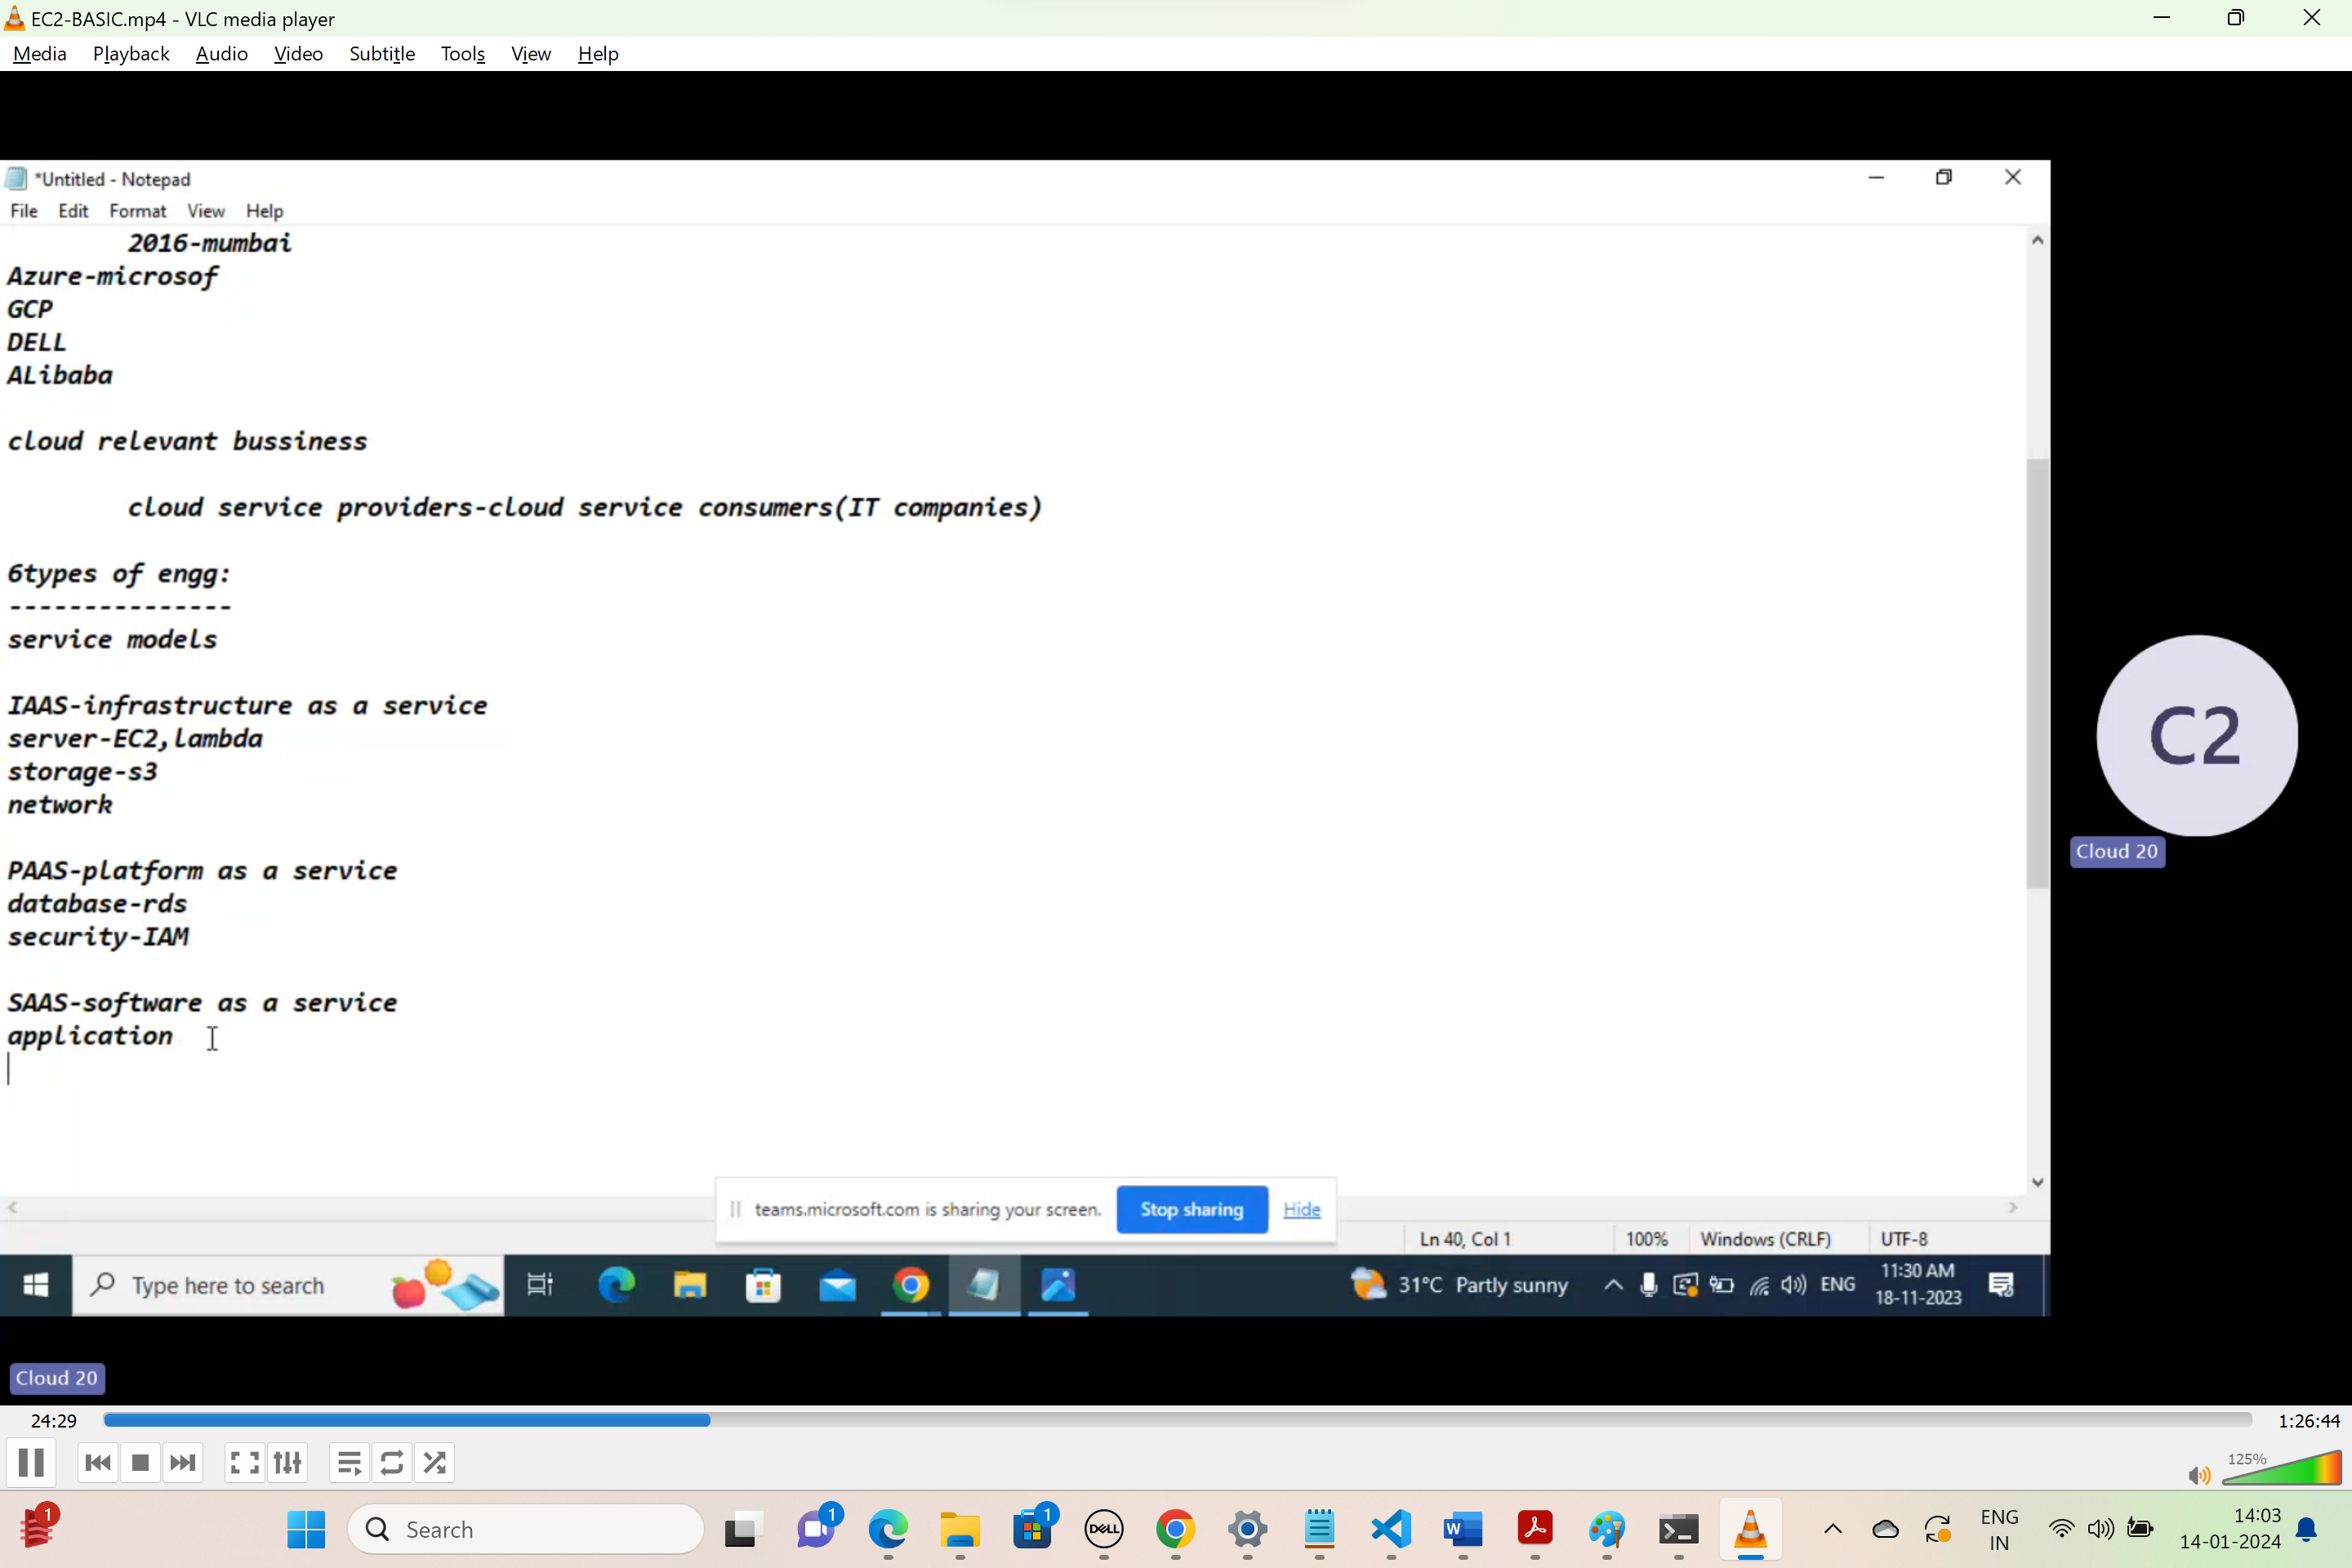 EC2-BASIC.mp4 - VLC media player
Media Playback Audio Video Subtitle Tools View Help
*Untitled - Notepad
File Edit Format View Help
2016-mumbai
Azure-microsof
GCP
DELL
ALibaba
cloud relevant bussiness
cloud service providers-cloud service consumers(IT companies)
6types of engg:
---------------
service models
IAAS-infrastructure as a service
server-EC2,lambda
storage-s3
network
PAAS-platform as a service
database-rds
security-IAM
SAAS-software as a service
application
C2
Cloud 20
teams.microsoft.com is sharing your screen. Stop sharing Hide
Ln 40, Col 1 100% Windows (CRLF) UTF-8
Type here to search 31°C Partly sunny ENG 11:30 AM
18-11-2023
Cloud 20
24:29 1:26:44
125%
1 Search 1 1 DELL W ENG
IN 14:03
14-01-2024